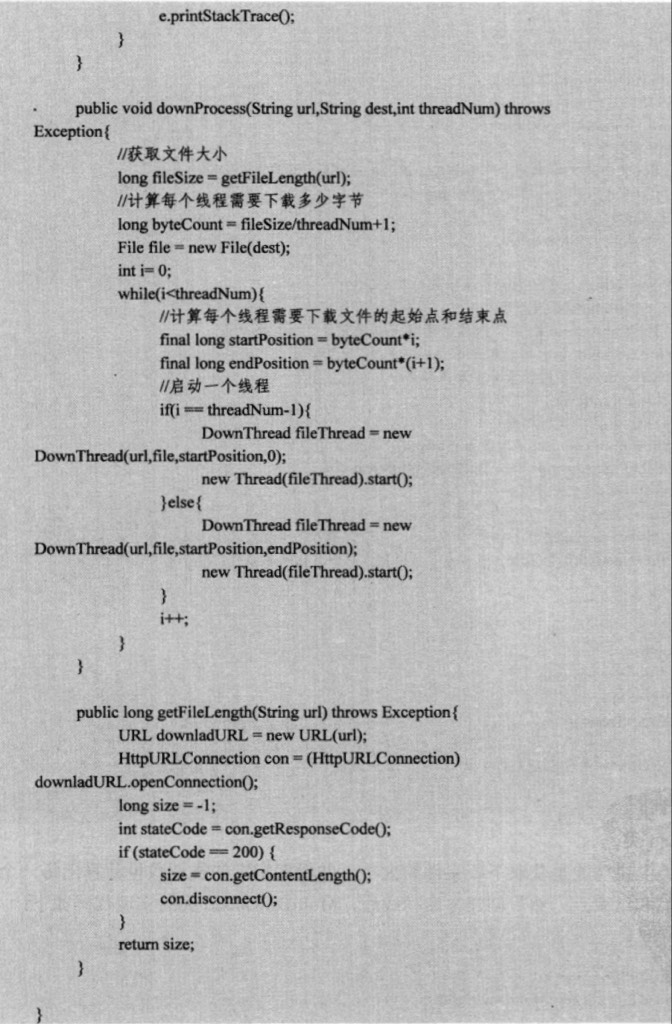 e.printStackTrace();
}
}
public void downProcess(String url,String dest,int threadNum) throws
Exception{
//获取文件大小
long fileSize = getFileLength(url);
//计算每个线程需要下载多少字节
long byteCount = fileSize/threadNum+1;
File file = new File(dest);
int i= 0;
while(i<threadNum){
//计算每个线程需要下载文件的起始点和结束点
final long startPosition = byteCount*i;
final long endPosition = byteCount*(i+1);
//启动一个线程
if(i == threadNum-1){
DownThread fileThread = new
DownThread(url,file,startPosition,0);
new Thread(fileThread).start();
}else{
DownThread fileThread = new
DownThread(url,file,startPosition,endPosition);
new Thread(fileThread).start();
}
i++;
}
}
public long getFileLength(String url) throws Exception{
URL downladURL = new URL(url);
HttpURLConnection con = (HttpURLConnection)
downladURL.openConnection();
long size = -1;
int stateCode = con.getResponseCode();
if (stateCode == 200) {
size = con.getContentLength();
con.disconnect();
}
return size;
}
}